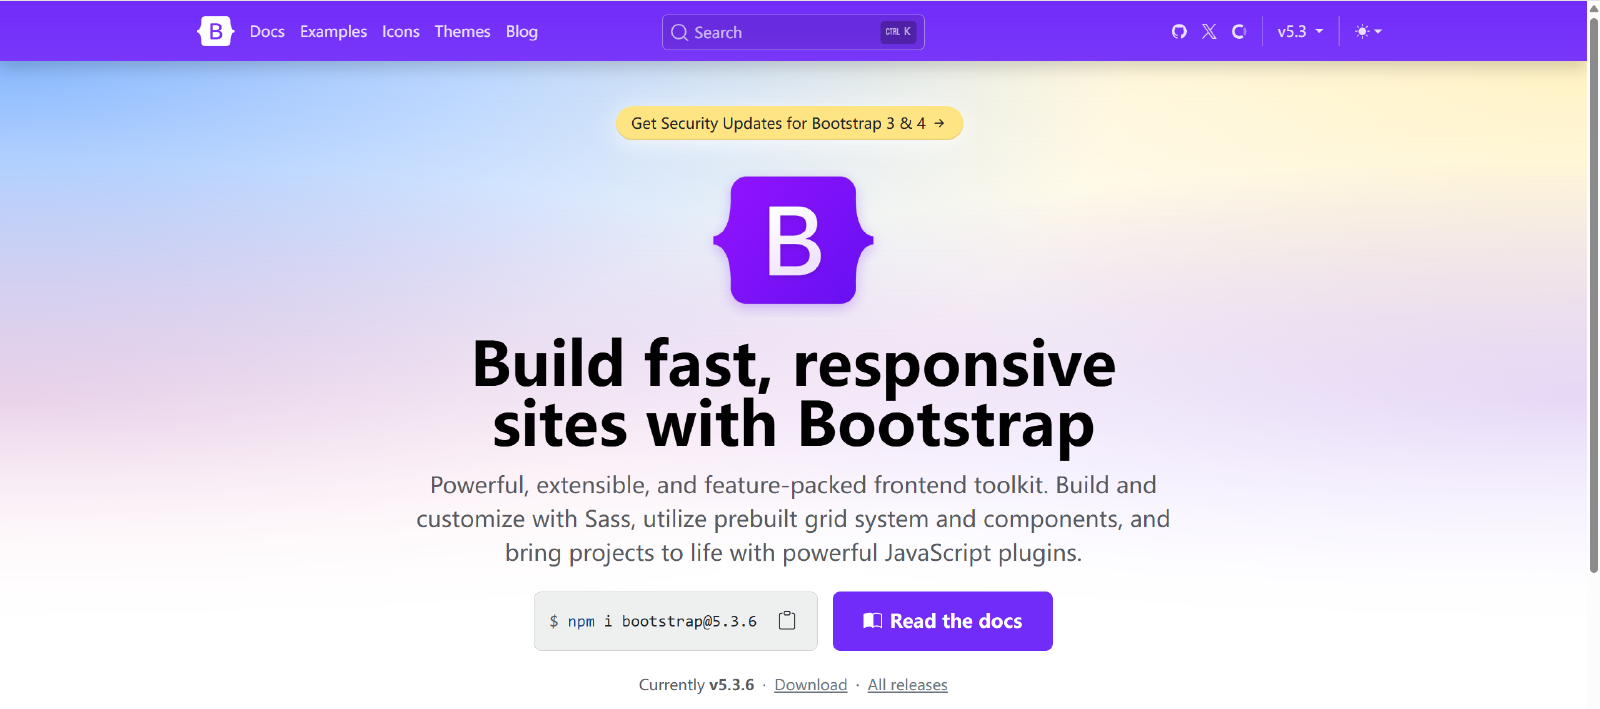 B Docs Examples Icons Themes Blog Search CTRL K v5.3
Get Security Updates for Bootstrap 3 & 4 →
B
Build fast, responsive
sites with Bootstrap
Powerful, extensible, and feature-packed frontend toolkit. Build and
customize with Sass, utilize prebuilt grid system and components, and
bring projects to life with powerful JavaScript plugins.
$ npm i bootstrap@5.3.6 Read the docs
Currently v5.3.6 · Download · All releases